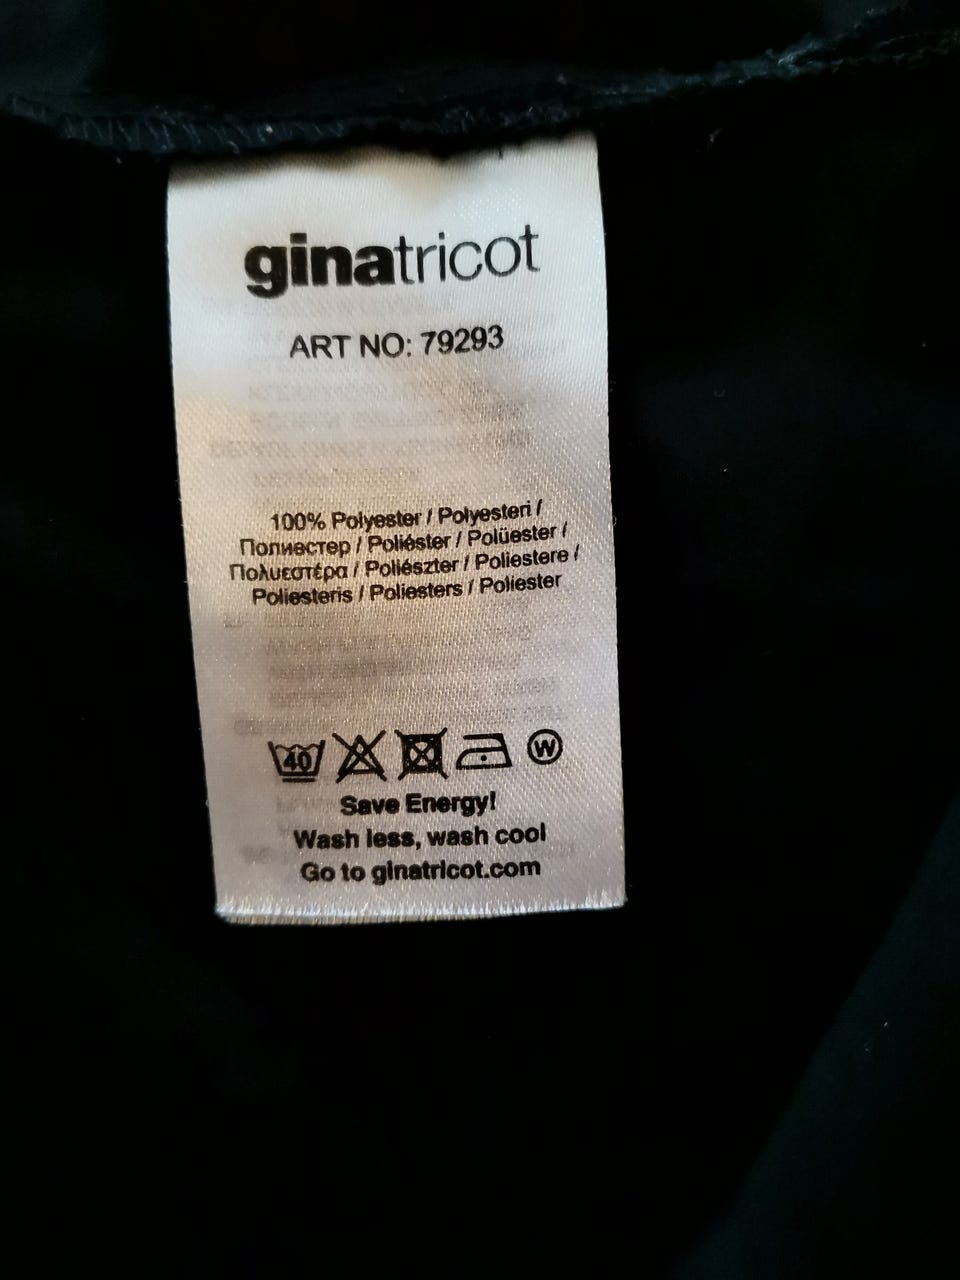 ginatricot
ART NO: 79293
100% Polyester / Polyesteri /
Полиестер / Poliéster / Polüester /
Πολυεστέρα / Poliészter / Poliestere /
Poliesteris / Poliesters / Poliester
40 W
Save Energy!
Wash less, wash cool
Go to ginatricot.com